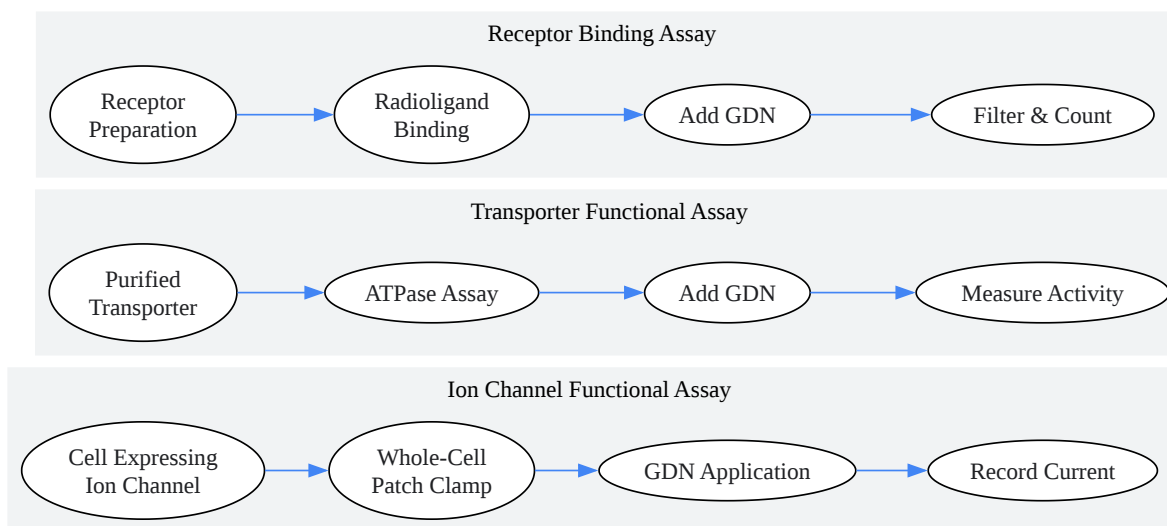 Receptor Binding Assay
Receptor
Preparation
Radioligand
Binding
Add GDN
Filter & Count
Transporter Functional Assay
Purified
Transporter
ATPase Assay
Add GDN
Measure Activity
Ion Channel Functional Assay
Cell Expressing
Ion Channel
Whole-Cell
Patch Clamp
GDN Application
Record Current